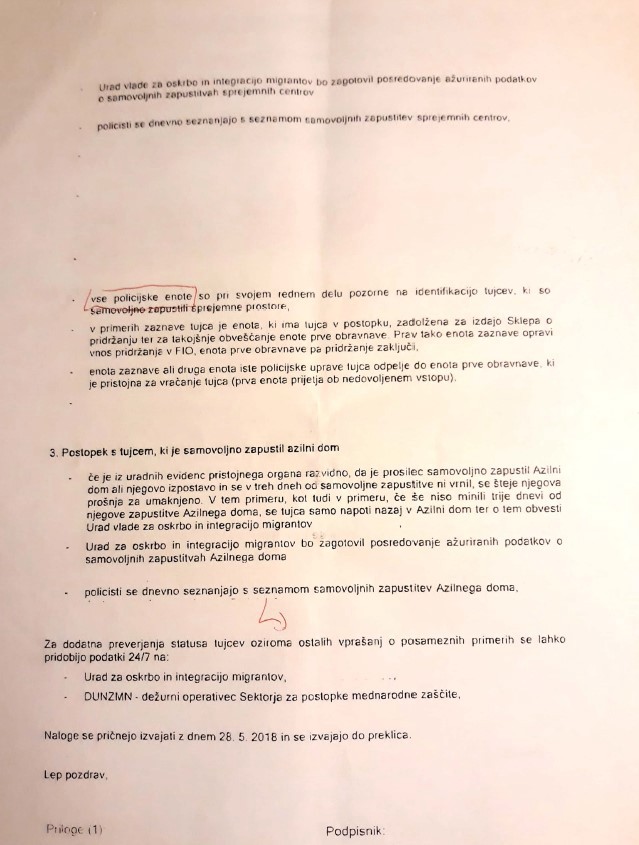 - Urad vlade za oskrbo in integracijo migrantov bo zagotovil posredovanje ažuriranih podatkov
o samovoljnih zapustitvah sprejemnih centrov
- policisti se dnevno seznanjajo s seznamom samovoljnih zapustitev sprejemnih centrov,
-
-
- vse policijske enote so pri svojem rednem delu pozorne na identifikacijo tujcev, ki so
samovoljno zapustili sprejemne prostore,
- v primerih zaznave tujca je enota, ki ima tujca v postopku, zadolžena za izdajo Sklepa o
pridržanju ter za takojšnje obveščanje enote prve obravnave. Prav tako enota zaznave opravi
vnos pridržanja v FIO, enota prve obravnave pa pridržanje zaključi,
- enota zaznave ali druga enota iste policijske uprave tujca odpelje do enote prve obravnave, ki
je pristojna za vračanje tujca (prva enota prijetja ob nedovoljenem vstopu).
-
3. Postopek s tujcem, ki je samovoljno zapustil azilni dom
- če je iz uradnih evidenc pristojnega organa razvidno, da je prosilec samovoljno zapustil Azilni
dom ali njegovo izpostavo in se v treh dneh od samovoljne zapustitve ni vrnil, se šteje njegova
prošnja za umaknjeno. V tem primeru, kot tudi v primeru, če še niso minili trije dnevi od
njegove zapustitve Azilnega doma, se tujca samo napoti nazaj v Azilni dom ter o tem obvesti
Urad vlade za oskrbo in integracijo migrantov
- Urad za oskrbo in integracijo migrantov bo zagotovil posredovanje ažuriranih podatkov o
samovoljnih zapustitvah Azilnega doma
- policisti se dnevno seznanjajo s seznamom samovoljnih zapustitev Azilnega doma,
Za dodatna preverjanja statusa tujcev oziroma ostalih vprašanj o posameznih primerih se lahko
pridobijo podatki 24/7 na:
- Urad za oskrbo in integracijo migrantov,
- DUNZMN - dežurni operativec Sektorja za postopke mednarodne zaščite,
Naloge se pričnejo izvajati z dnem 28. 5. 2018 in se izvajajo do preklica.
Lep pozdrav,
Priloge (1)
Podpisnik: